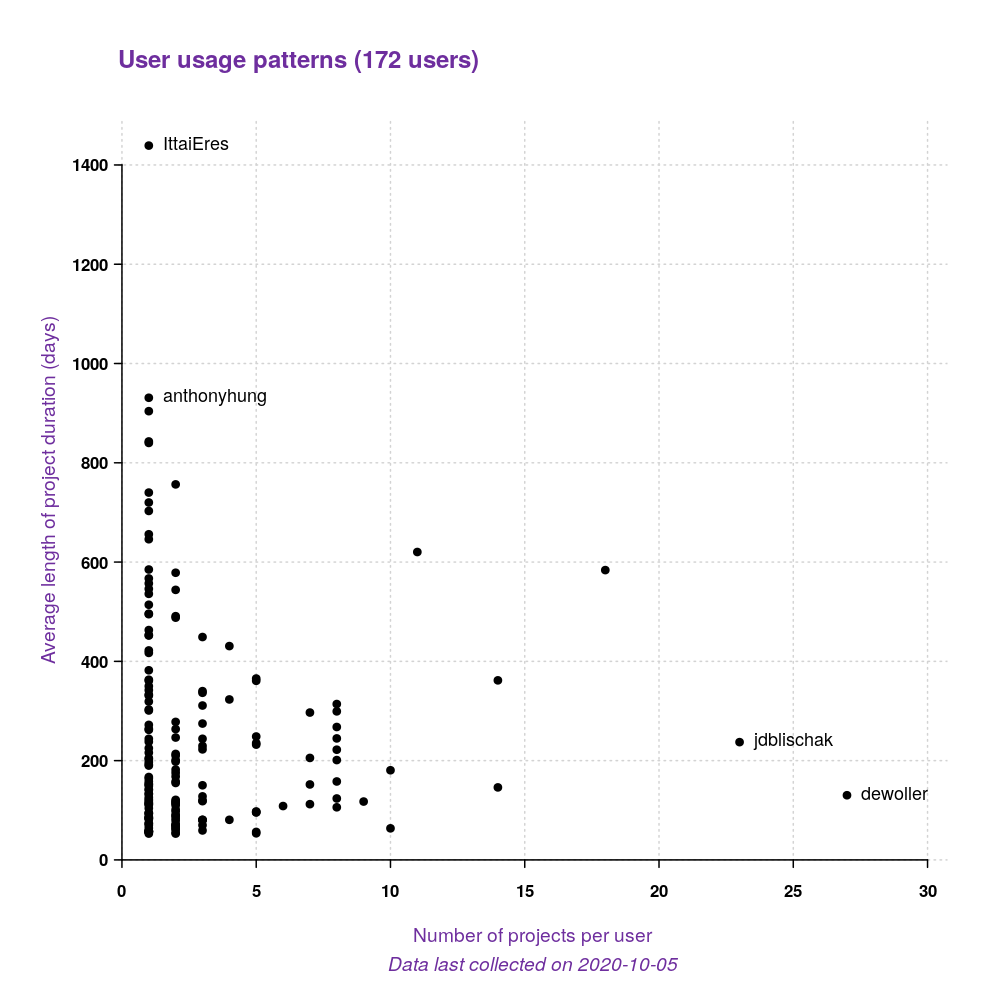 User usage patterns (172 users)
IttaiEres
1400
1200
1000
anthonyhung
800
600
400
jdblischak
200
dewoller
0
Average length of project duration (days)
0 5 10 15 20 25 30
Number of projects per user
Data last collected on 2020-10-05